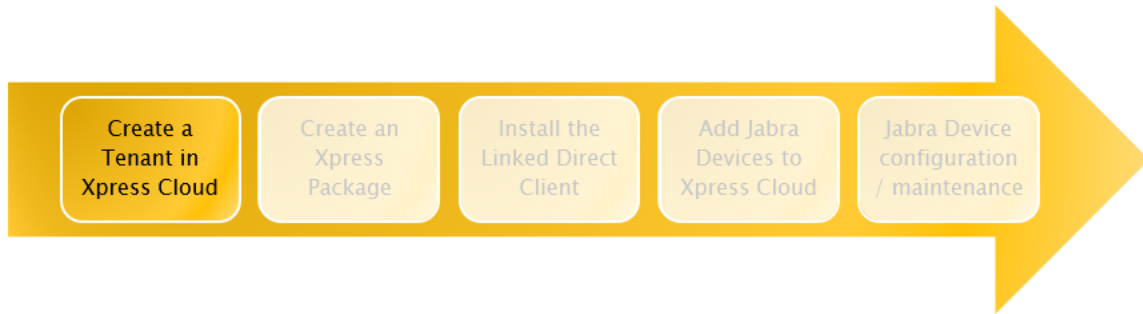 Create a
Tenant in
Xpress Cloud
Create an
Xpress
Package
Install the
Linked Direct
Client
Add Jabra
Devices to
Xpress Cloud
Jabra Device
configuration
/ maintenance